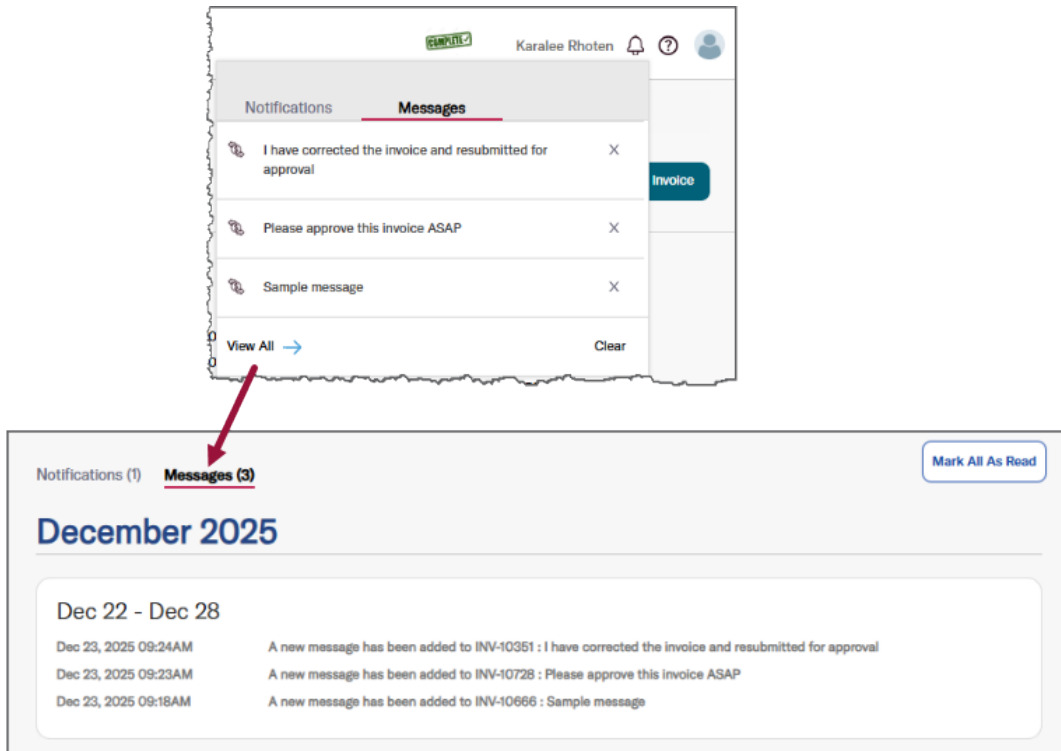 COMPLETE
Karalee Rhoten
Notifications Messages
I have corrected the invoice and resubmitted for
approval
X
Invoice
Please approve this invoice ASAP X
Sample message X
View All → Clear
Notifications (1) Messages (3) Mark All As Read
December 2025
Dec 22 - Dec 28
Dec 23, 2025 09:24AM A new message has been added to INV-10351 : I have corrected the invoice and resubmitted for approval
Dec 23, 2025 09:23AM A new message has been added to INV-10728 : Please approve this invoice ASAP
Dec 23, 2025 09:18AM A new message has been added to INV-10666 : Sample message